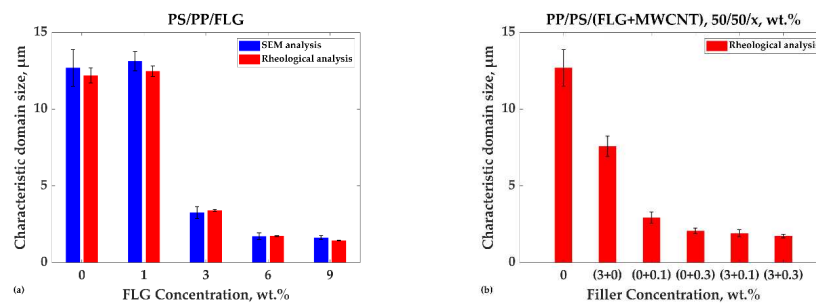 PS/PP/FLG
SEM analysis
Rheological analysis
Characteristic domain size, μm
15
10
5
0
0 1 3 6 9
FLG Concentration, wt.%
(a)
PP/PS/(FLG+MWCNT), 50/50/x, wt.%
Rheological analysis
Characteristic domain size, μm
15
10
5
0
0 (3+0) (0+0.1) (0+0.3) (3+0.1) (3+0.3)
Filler Concentration, wt.%
(b)